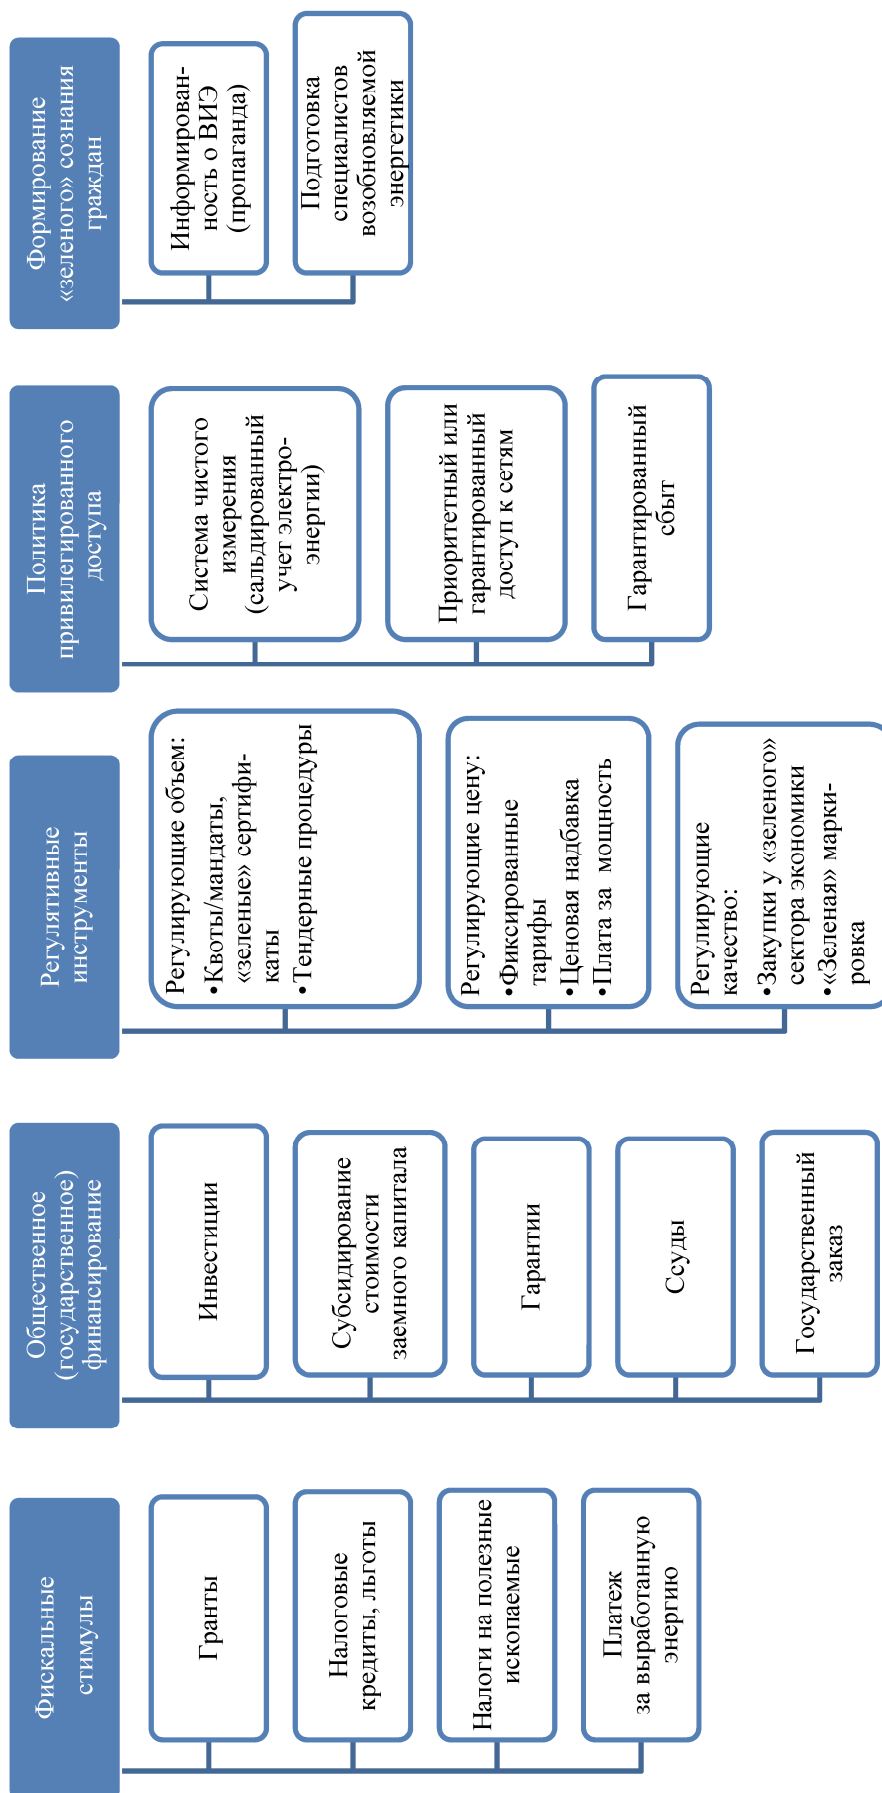 Фискальные
стимулы
Гранты
Налоговые
кредиты, льготы
Налоги на полезные
ископаемые
Платеж
за выработанную
энергию
Общественное
(государственное)
финансирование
Инвестиции
Субсидирование
стоимости
заемного капитала
Гарантии
Ссуды
Государственный
заказ
Регулятивные
инструменты
Регулирующие объем:
•Квоты/мандаты,
«зеленые» сертифи-
каты
•Тендерные процедуры
Регулирующие цену:
•Фиксированные
тарифы
•Ценовая надбавка
•Плата за мощность
Регулирующие
качество:
•Закупки у «зеленого»
сектора экономики
•«Зеленая» марки-
ровка
Политика
привилегированного
доступа
Система чистого
измерения
(сальдированный
учет электро-
энергии)
Приоритетный или
гарантированный
доступ к сетям
Гарантированный
сбыт
Формирование
«зеленого» сознания
граждан
Информирован-
ность о ВИЭ
(пропаганда)
Подготовка
специалистов
возобновляемой
энергетики